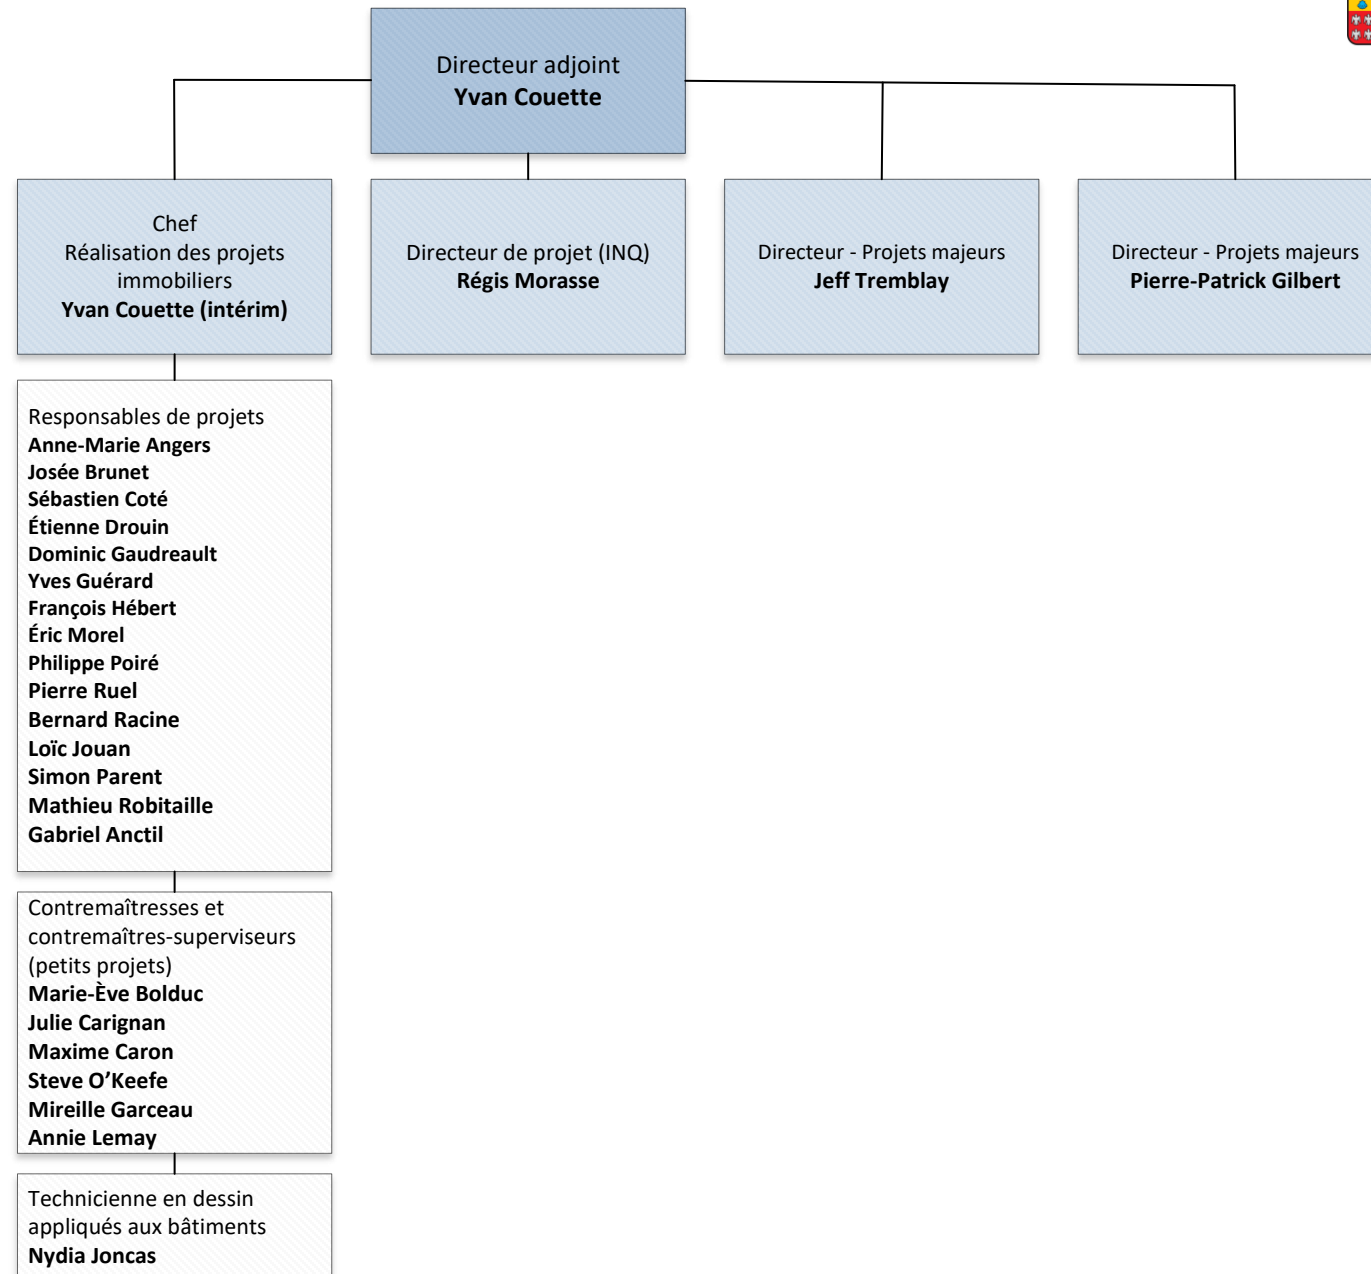 Directeur adjoint
Yvan Couette
Chef
Réalisation des projets
immobiliers
Yvan Couette (intérim)
Directeur de projet (INQ)
Régis Morasse
Directeur - Projets majeurs
Jeff Tremblay
Directeur - Projets majeurs
Pierre-Patrick Gilbert
Responsables de projets
Anne-Marie Angers
Josée Brunet
Sébastien Coté
Étienne Drouin
Dominic Gaudreault
Yves Guérard
François Hébert
Éric Morel
Philippe Poiré
Pierre Ruel
Bernard Racine
Loïc Jouan
Simon Parent
Mathieu Robitaille
Gabriel Anctil
Contremaîtresses et
contremaîtres-superviseurs
(petits projets)
Marie-Ève Bolduc
Julie Carignan
Maxime Caron
Steve O’Keefe
Mireille Garceau
Annie Lemay
Technicienne en dessin
appliqués aux bâtiments
Nydia Joncas